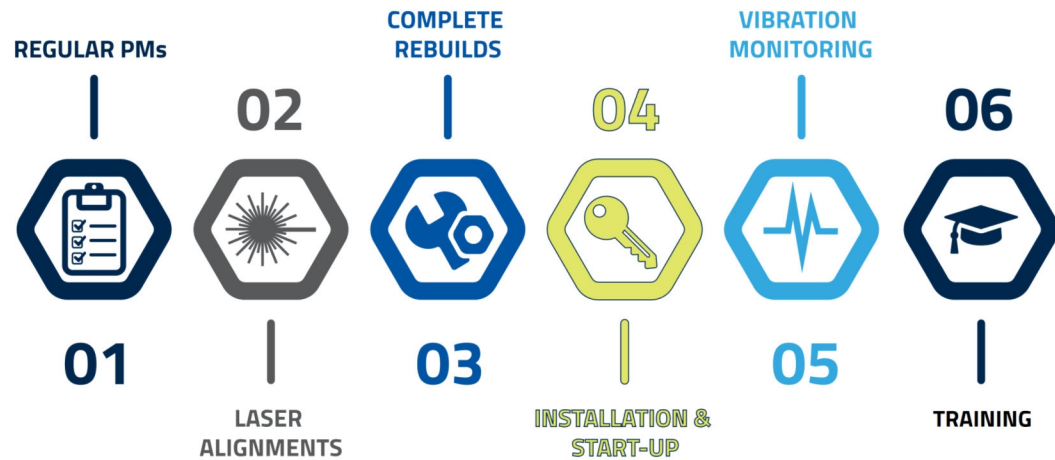 REGULAR PMs
01
02
LASER
ALIGNMENTS
COMPLETE
REBUILDS
03
04
INSTALLATION &
START-UP
VIBRATION
MONITORING
05
06
TRAINING